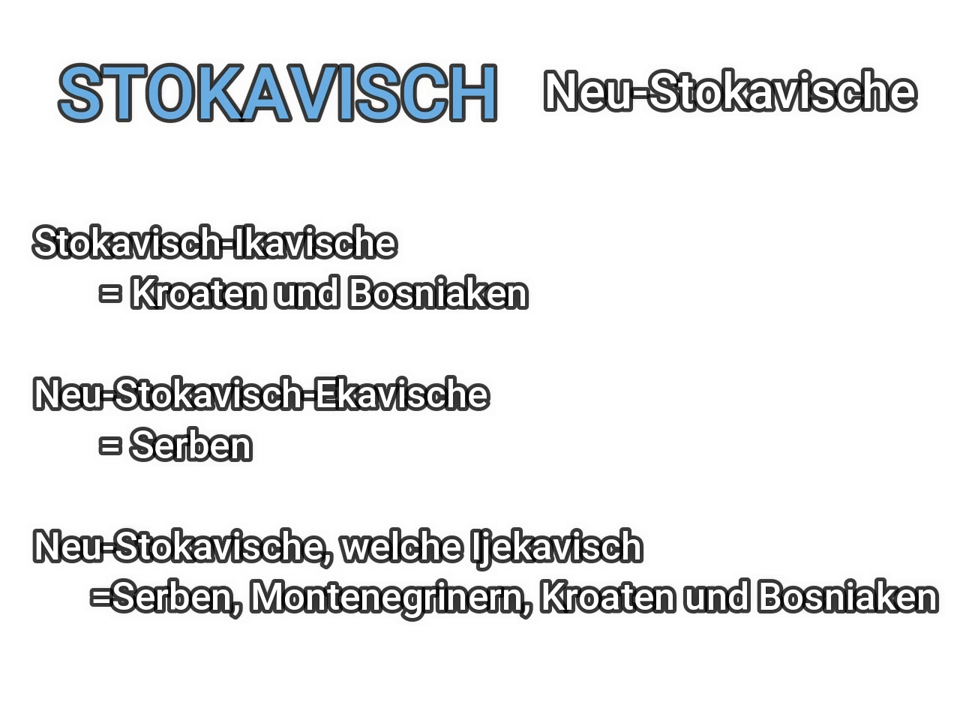 STOKAVISCH Neu-Stokavische
Stokavisch-Ikavische
= Kroaten und Bosniaken
Neu-Stokavisch-Ekavische
= Serben
Neu-Stokavische, welche Ijekavisch
=Serben, Montenegrinern, Kroaten und Bosniaken